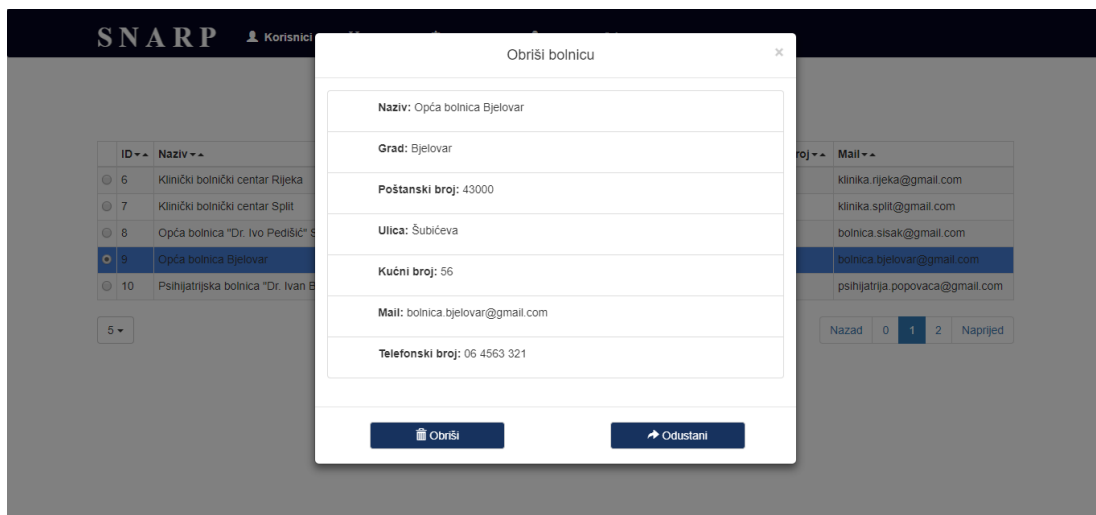 SNARP Korisnici
Obriši bolnicu ×
Naziv: Opća bolnica Bjelovar
Grad: Bjelovar
Poštanski broj: 43000
Ulica: Šubićeva
Kućni broj: 56
Mail: bolnica.bjelovar@gmail.com
Telefonski broj: 06 4563 321
Obriši Odustani
ID Naziv roj Mail
6 Klinički bolnički centar Rijeka klinika.rijeka@gmail.com
7 Klinički bolnički centar Split klinika.split@gmail.com
8 Opća bolnica "Dr. Ivo Pedišić" S bolnica.sisak@gmail.com
9 Opća bolnica Bjelovar bolnica.bjelovar@gmail.com
10 Psihijatrijska bolnica "Dr. Ivan B psihijatrija.popovaca@gmail.com
5 Nazad 0 1 2 Naprijed